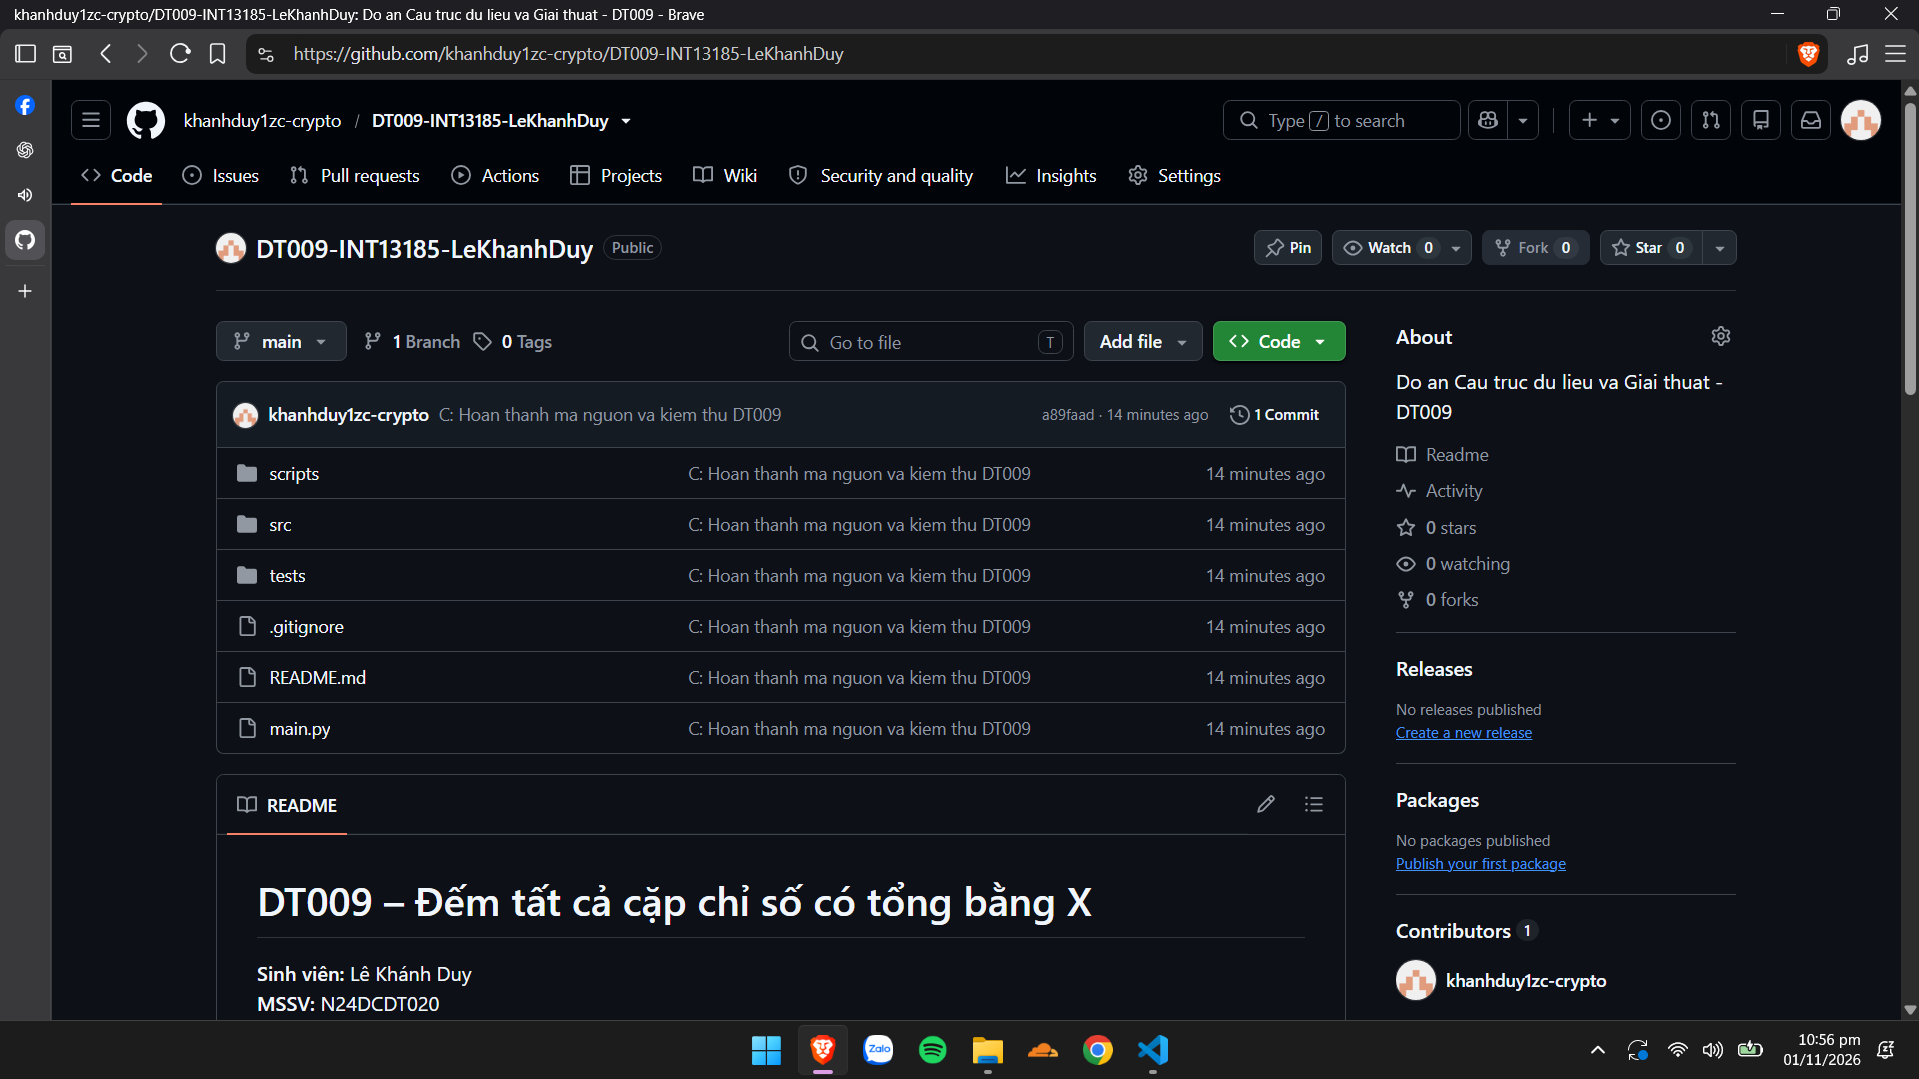 khanhduy1zc-crypto/DT009-INT13185-LeKhanhDuy: Do an Cau truc du lieu va Giai thuat - DT009 - Brave
https://github.com/khanhduy1zc-crypto/DT009-INT13185-LeKhanhDuy
khanhduy1zc-crypto / DT009-INT13185-LeKhanhDuy
Type / to search
Code Issues Pull requests Actions Projects Wiki Security and quality Insights Settings
DT009-INT13185-LeKhanhDuy Public
Pin Watch 0 Fork 0 Star 0
main 1 Branch 0 Tags Go to file T Add file Code
khanhduy1zc-crypto C: Hoan thanh ma nguon va kiem thu DT009 a89faad · 14 minutes ago 1 Commit
scripts C: Hoan thanh ma nguon va kiem thu DT009 14 minutes ago
src C: Hoan thanh ma nguon va kiem thu DT009 14 minutes ago
tests C: Hoan thanh ma nguon va kiem thu DT009 14 minutes ago
.gitignore C: Hoan thanh ma nguon va kiem thu DT009 14 minutes ago
README.md C: Hoan thanh ma nguon va kiem thu DT009 14 minutes ago
main.py C: Hoan thanh ma nguon va kiem thu DT009 14 minutes ago
README
DT009 – Đếm tất cả cặp chỉ số có tổng bằng X
Sinh viên: Lê Khánh Duy
MSSV: N24DCDT020
About
Do an Cau truc du lieu va Giai thuat -
DT009
Readme
Activity
0 stars
0 watching
0 forks
Releases
No releases published
Create a new release
Packages
No packages published
Publish your first package
Contributors 1
khanhduy1zc-crypto
Zalo
10:56 pm
01/11/2026